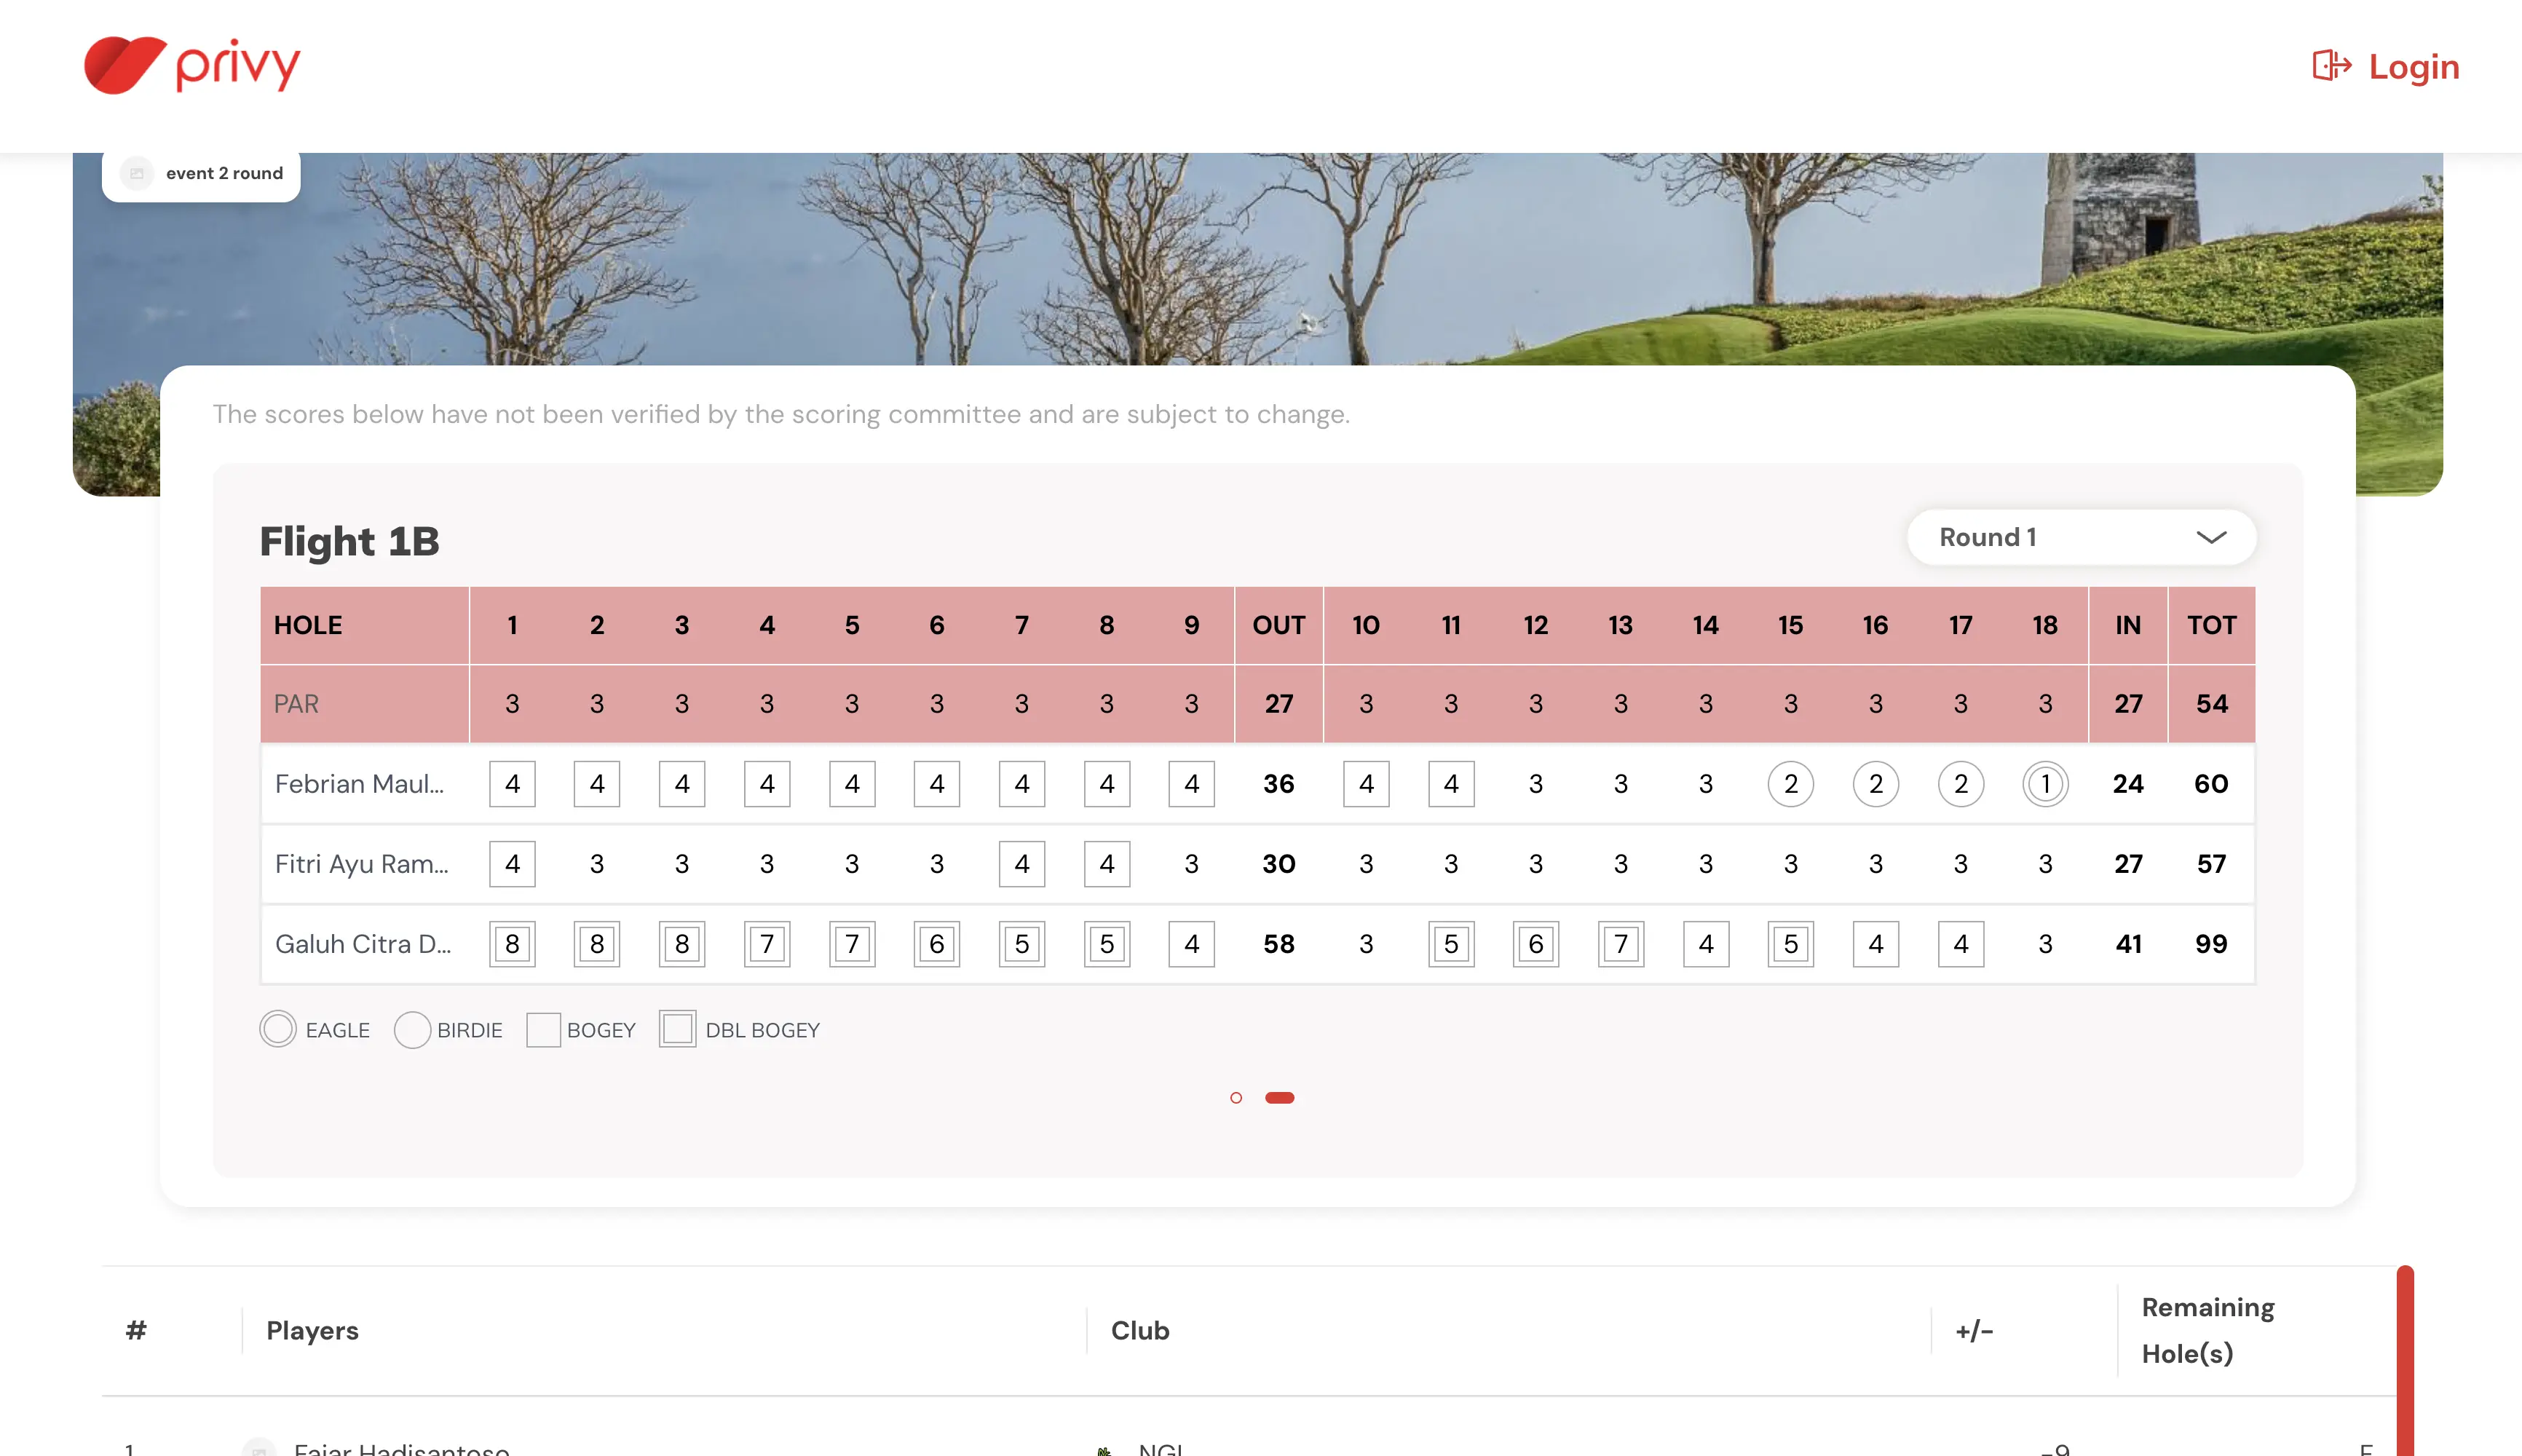 privy
Login
event 2 round
The scores below have not been verified by the scoring committee and are subject to change.
Flight 1B
Round 1
HOLE 1 2 3 4 5 6 7 8 9 OUT 10 11 12 13 14 15 16 17 18 IN TOT
PAR 3 3 3 3 3 3 3 3 3 27 3 3 3 3 3 3 3 3 3 27 54
Febrian Maul... 4 4 4 4 4 4 4 4 4 36 4 4 3 3 3 2 2 2 1 24 60
Fitri Ayu Ram... 4 3 3 3 3 3 4 4 3 30 3 3 3 3 3 3 3 3 3 27 57
Galuh Citra D... 8 8 8 7 7 6 5 5 4 58 3 5 6 7 4 5 4 4 3 41 99
EAGLE BIRDIE BOGEY DBL BOGEY
# Players Club +/- Remaining
Hole(s)
1 Fajar Hadisantoso NGL -9 F